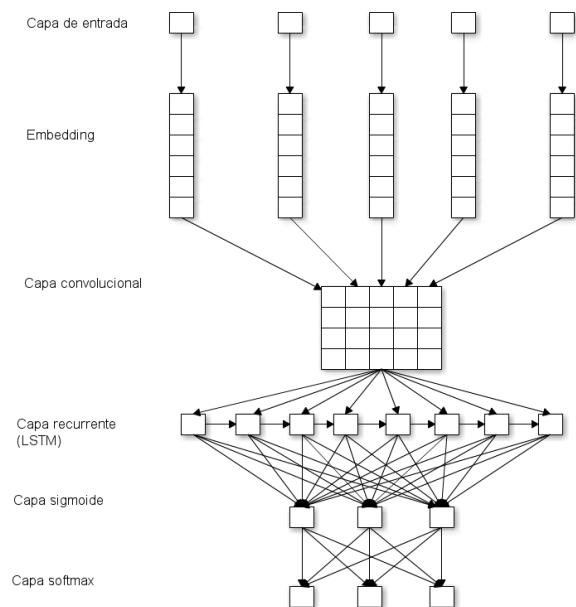 Capa de entrada
Embedding
Capa convolucional
Capa recurrente
(LSTM)
Capa sigmoide
Capa softmax